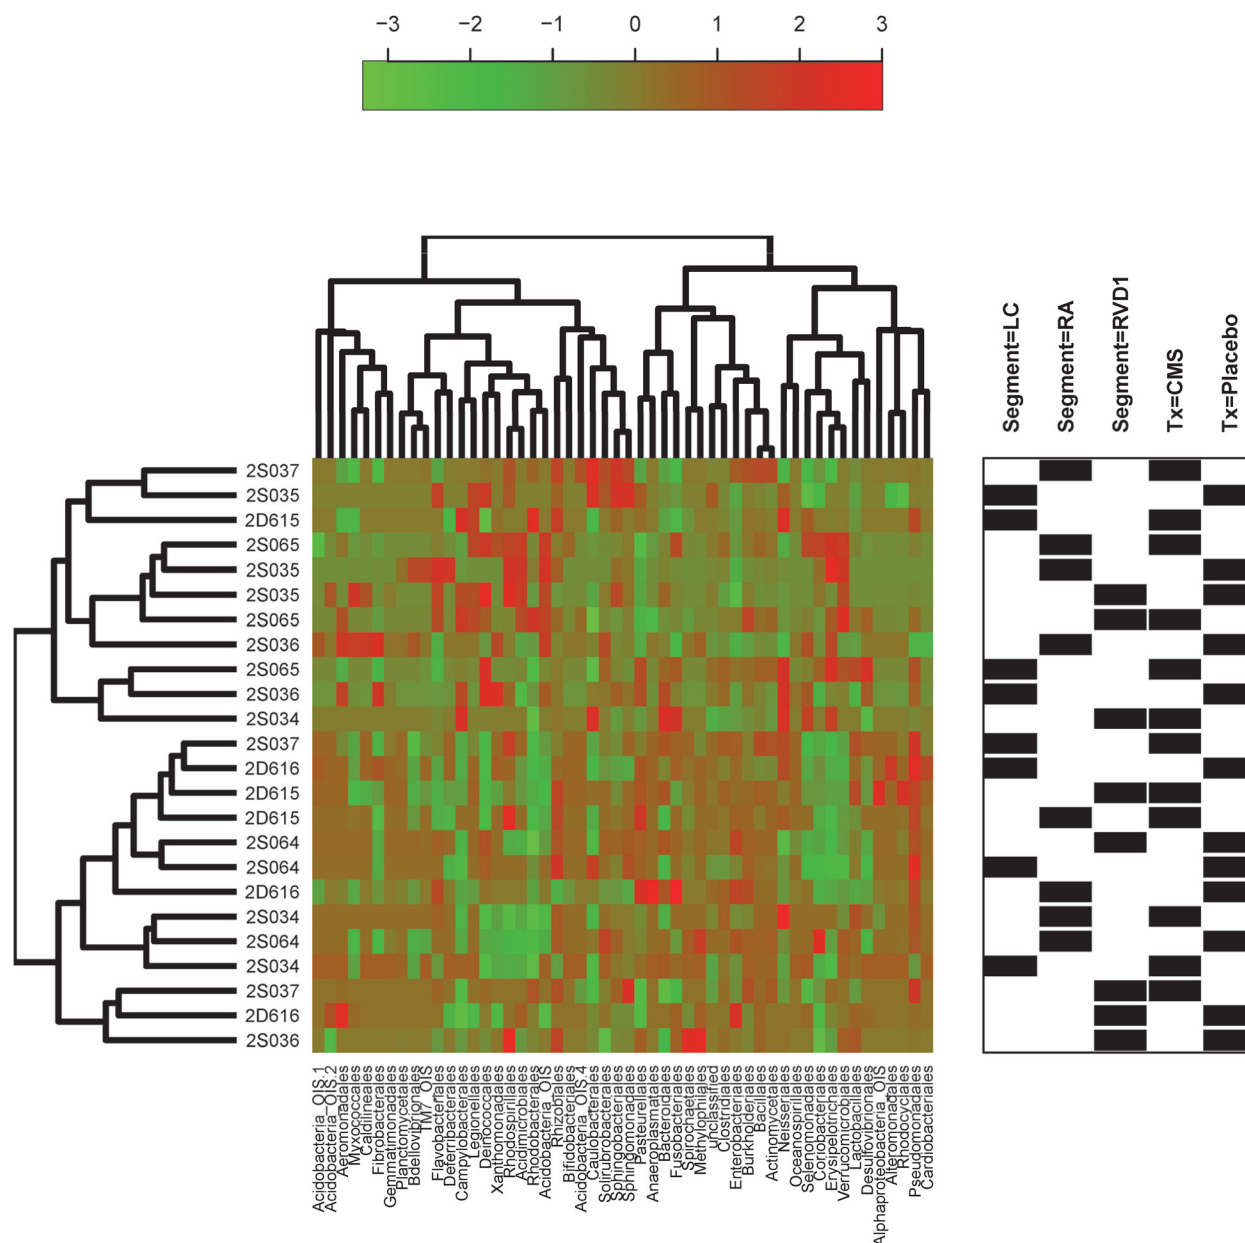 −3 −2 −1 0 1 2 3
Segment=LC
Segment=RA
Segment=RVD1
Tx=CMS
Tx=Placebo
2S037
2S035
2D615
2S065
2S035
2S035
2S065
2S036
2S065
2S036
2S034
2S037
2D616
2D615
2D615
2S064
2S064
2D616
2S034
2S064
2S034
2S037
2D616
2S036
Acidobacteria_OIS.1
Acidobacteria_OIS.2
Aeromonadales
Myxococcales
Caldilineales
Fibrobacterales
Gemmatimonadales
Planctomycetales
Bdellovibrionales
TM7_OIS
Flavobacteriales
Deferribacterales
Campylobacterales
Legionellales
Deinococcales
Xanthomonadales
Rhodospirillales
Acidimicrobiales
Rhodobacterales
Acidobacteria_OIS
Rhizobiales
Bifidobacteriales
Acidobacteria_OIS.4
Caulobacterales
Solirubrobacterales
Sphingobacteriales
Sphingomonadales
Pasteurellales
Anaeroplasmatales
Bacteroidales
Fusobacteriales
Spirochaetales
Methylophilales
unclassified
Clostridiales
Enterobacteriales
Burkholderiales
Bacillales
Actinomycetales
Neisseriales
Oceanospirillales
Selenomonadales
Coriobacteriales
Erysipelotrichales
Verrucomicrobiales
Lactobacillales
Desulfovibrionales
Alphaproteobacteria_OIS
Alteromonadales
Rhodocyclales
Pseudomonadales
Cardiobacteriales